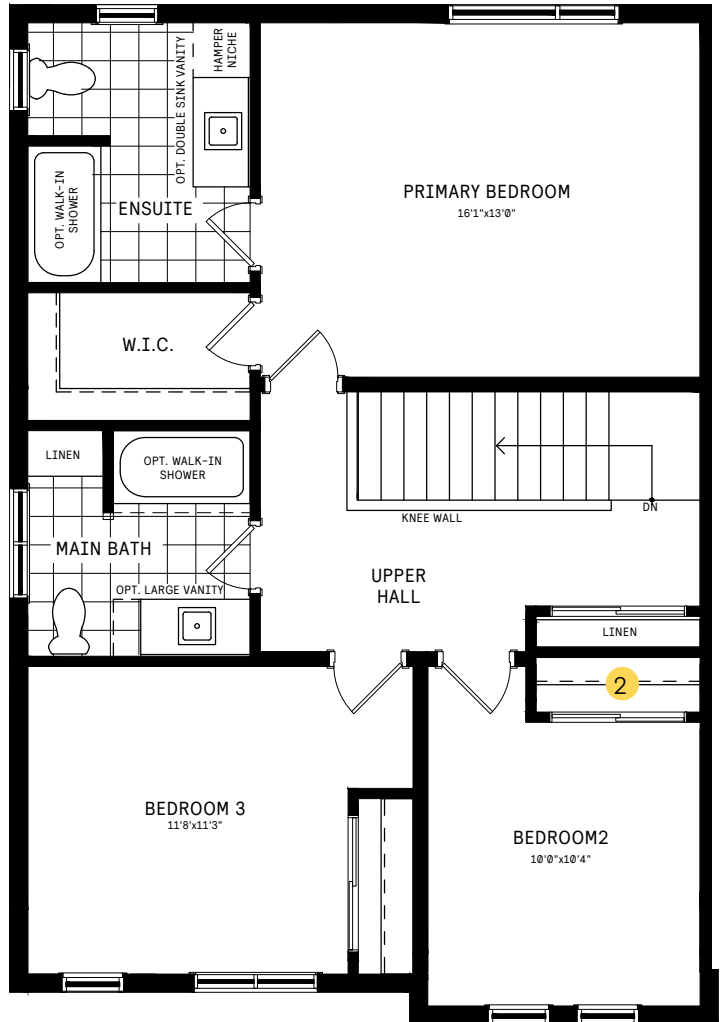 HAMPER
NICHE
OPT. DOUBLE SINK VANITY
OPT. WALK-IN
SHOWER
ENSUITE
PRIMARY BEDROOM
16'1"x13'0"
W.I.C.
LINEN
OPT. WALK-IN
SHOWER
MAIN BATH
OPT. LARGE VANITY
KNEE WALL
DN
UPPER
HALL
LINEN
2
BEDROOM 3
11'8'x11'3"
BEDROOM2
10'0"x10'4"